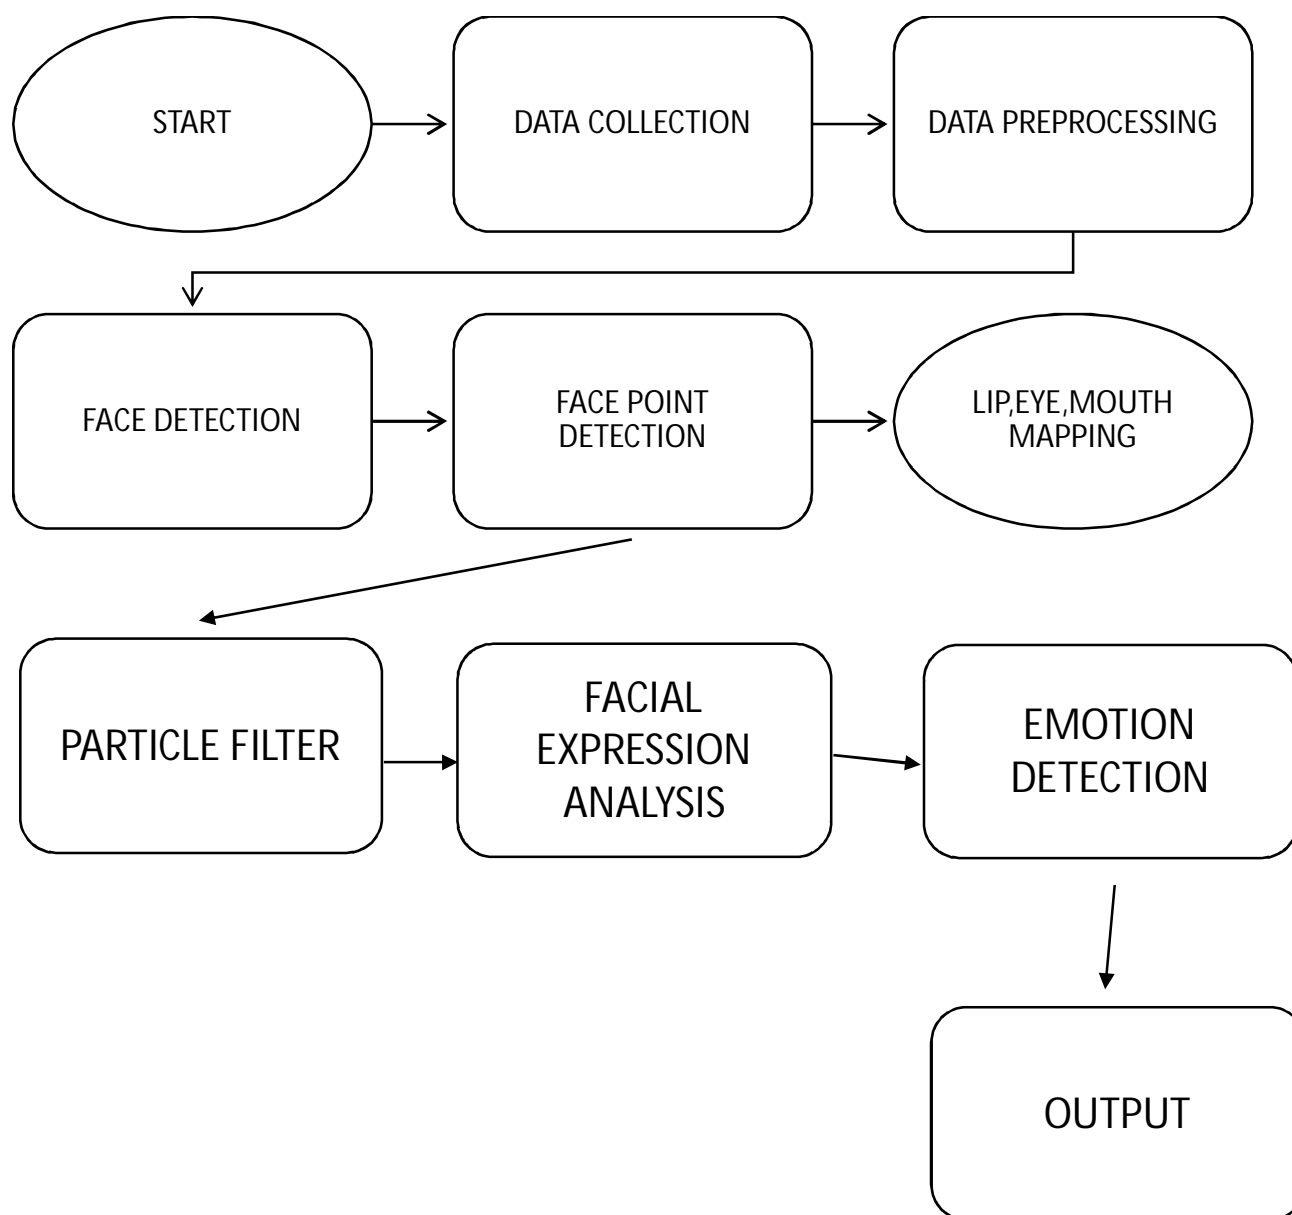 START
DATA COLLECTION
DATA PREPROCESSING
FACE DETECTION
FACE POINT
DETECTION
LIP,EYE,MOUTH
MAPPING
PARTICLE FILTER
FACIAL
EXPRESSION
ANALYSIS
EMOTION
DETECTION
OUTPUT